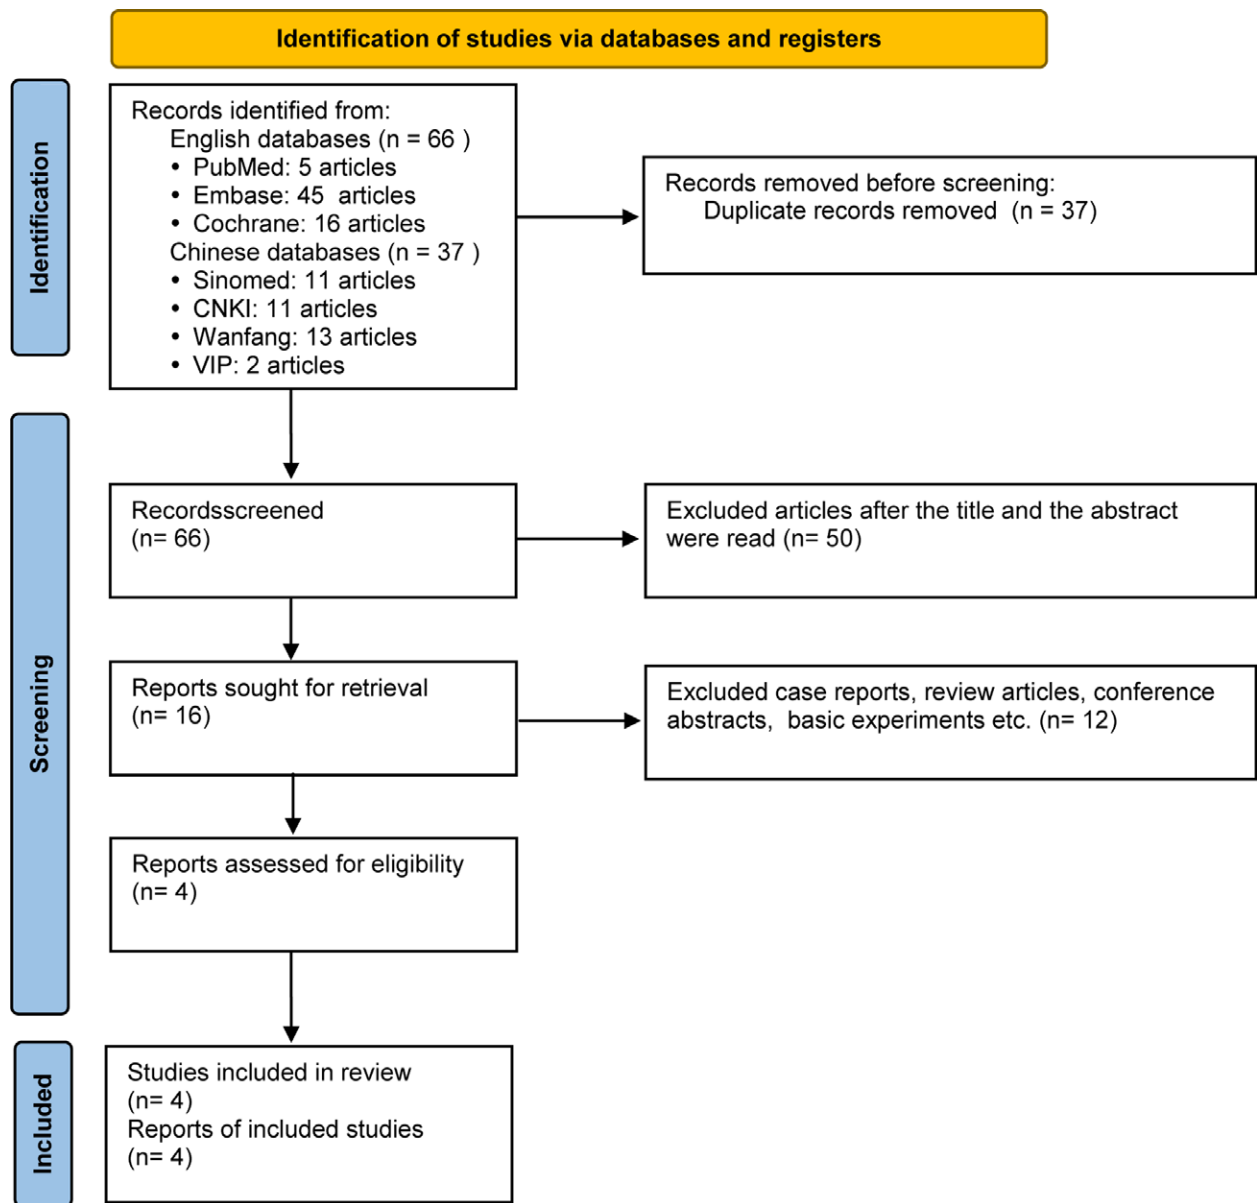 Identification of studies via databases and registers
Identification
Records identified from:
English databases (n = 66 )
• PubMed: 5 articles
• Embase: 45 articles
• Cochrane: 16 articles
Chinese databases (n = 37 )
• Sinomed: 11 articles
• CNKI: 11 articles
• Wanfang: 13 articles
• VIP: 2 articles
Records removed before screening:
Duplicate records removed (n = 37)
Screening
Recordsscreened
(n= 66)
Excluded articles after the title and the abstract
were read (n= 50)
Reports sought for retrieval
(n= 16)
Excluded case reports, review articles, conference
abstracts, basic experiments etc. (n= 12)
Reports assessed for eligibility
(n= 4)
Included
Studies included in review
(n= 4)
Reports of included studies
(n= 4)